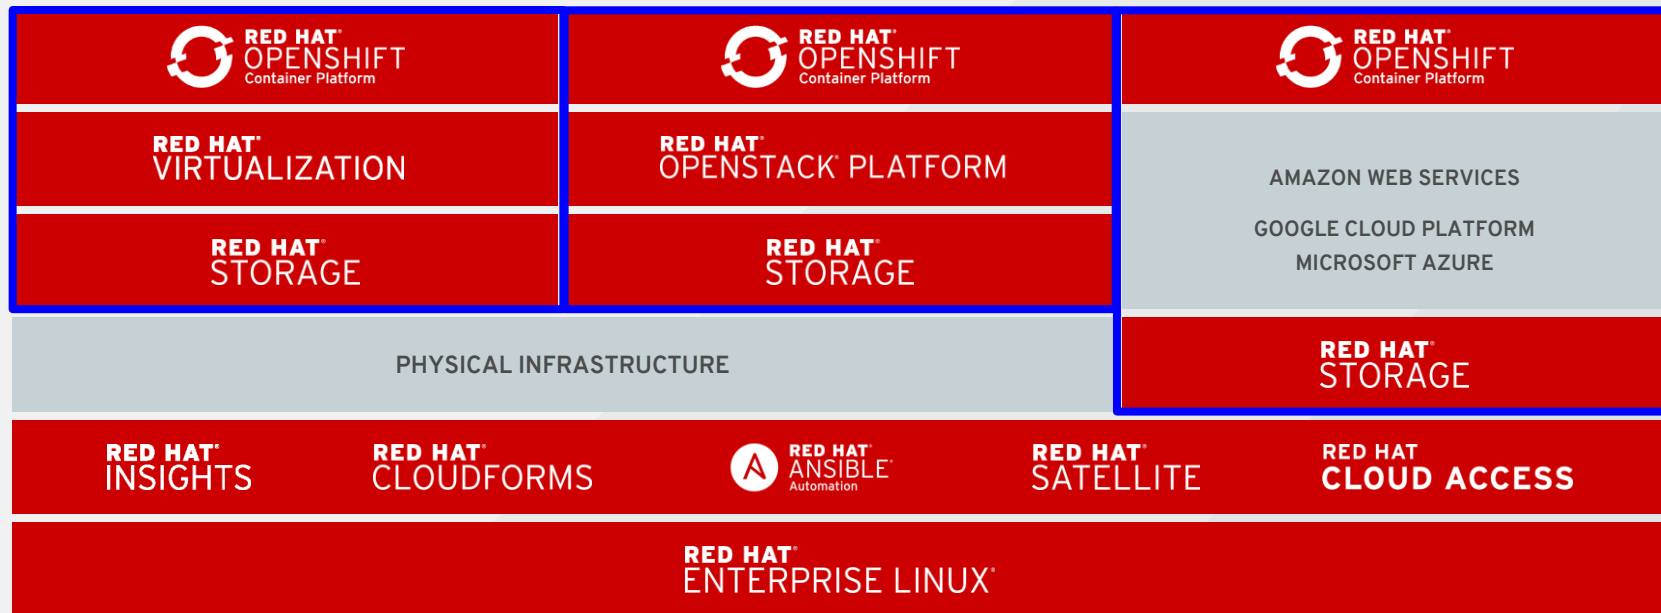 RED HAT®
OPENSHIFT
Container Platform
RED HAT®
OPENSHIFT
Container Platform
RED HAT®
OPENSHIFT
Container Platform
RED HAT®
VIRTUALIZATION
RED HAT®
OPENSTACK® PLATFORM
AMAZON WEB SERVICES
GOOGLE CLOUD PLATFORM
MICROSOFT AZURE
RED HAT®
STORAGE
RED HAT®
STORAGE
PHYSICAL INFRASTRUCTURE
RED HAT®
STORAGE
RED HAT®
INSIGHTS
RED HAT®
CLOUDFORMS
RED HAT®
ANSIBLE®
Automation
RED HAT®
SATELLITE
RED HAT
CLOUD ACCESS
RED HAT®
ENTERPRISE LINUX®